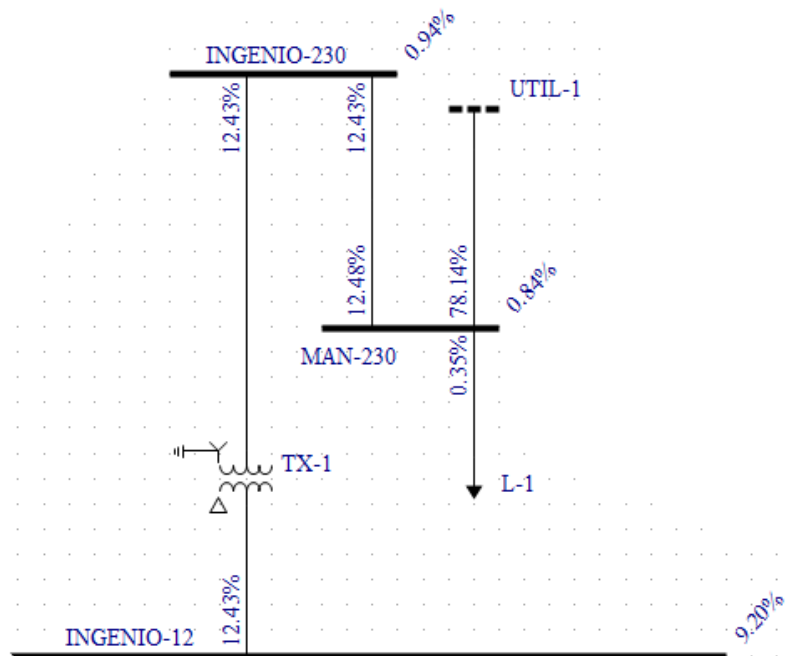 INGENIO-230
0.94%
12.43%
12.43%
UTIL-1
12.48%
78.14%
0.84%
MAN-230
0.35%
TX-1
L-1
12.43%
INGENIO-12
9.20%